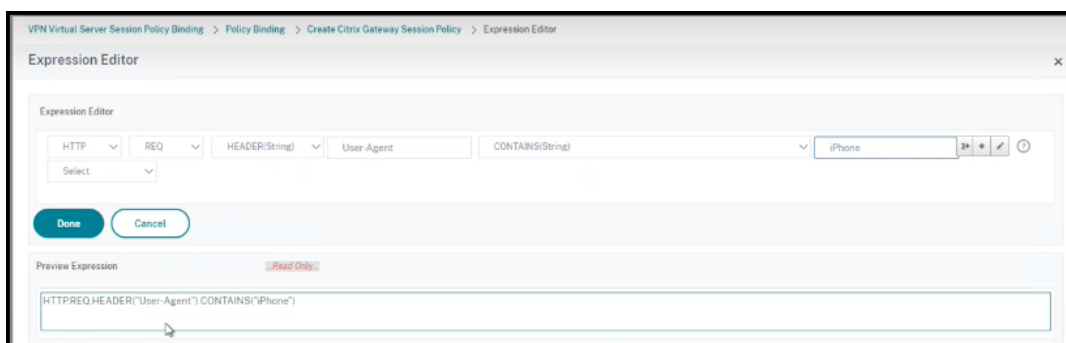 VPN Virtual Server Session Policy Binding > Policy Binding > Create Citrix Gateway Session Policy > Expression Editor
Expression Editor
Expression Editor
HTTP REQ HEADER(String) User-Agent CONTAINS(String) iPhone
Select
Done Cancel
Preview Expression ...Read Only...
HTTP.REQ.HEADER("User-Agent").CONTAINS("iPhone")